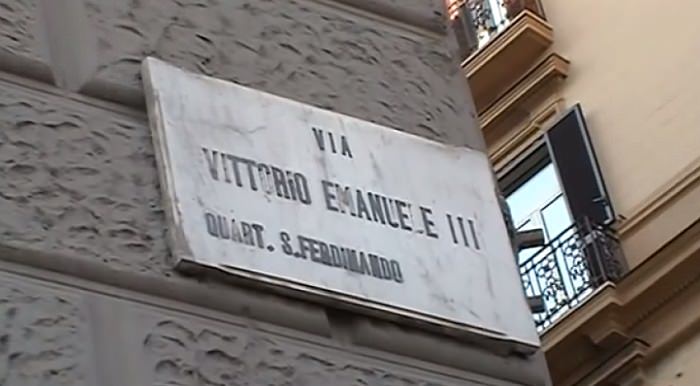 VIA
VITTORIO EMANUELE III
QUART. S. FERDINANDO